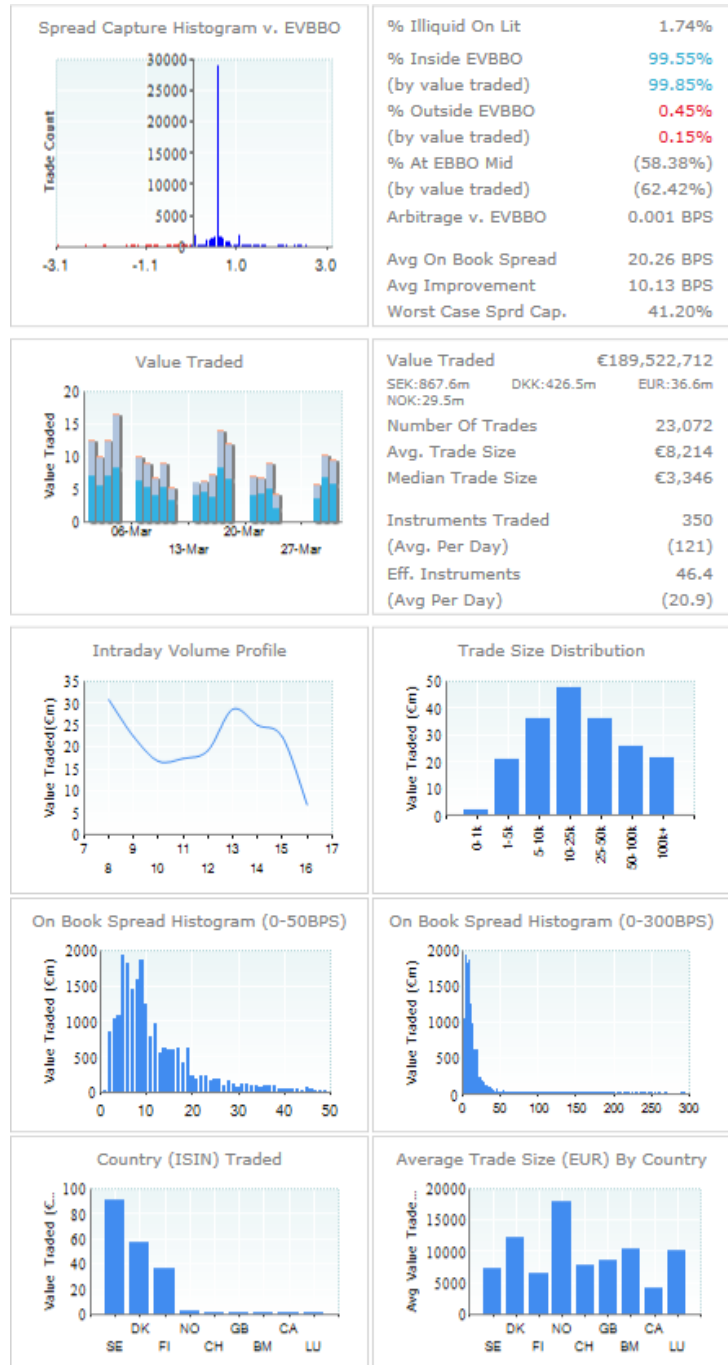 Spread Capture Histogram v. EVBBO
Trade Count
30000
25000
20000
15000
10000
5000
0
-3.1 -1.1 1.0 3.0
% Illiquid On Lit 1.74%
% Inside EVBBO 99.55%
(by value traded) 99.85%
% Outside EVBBO 0.45%
(by value traded) 0.15%
% At EBBO Mid (58.38%)
(by value traded) (62.42%)
Arbitrage v. EVBBO 0.001 BPS
Avg On Book Spread 20.26 BPS
Avg Improvement 10.13 BPS
Worst Case Sprd Cap. 41.20%
Value Traded
Value Traded
20
15
10
5
0
06-Mar 20-Mar
13-Mar 27-Mar
Value Traded €189,522,712
SEK:867.6m DKK:426.5m EUR:36.6m
NOK:29.5m
Number Of Trades 23,072
Avg. Trade Size €8,214
Median Trade Size €3,346
Instruments Traded 350
(Avg. Per Day) (121)
Eff. Instruments 46.4
(Avg Per Day) (20.9)
Intraday Volume Profile
Value Traded(€m)
35
30
25
20
15
10
5
0
7 9 11 13 15 17
8 10 12 14 16
Trade Size Distribution
Value Traded (€m)
50
40
30
20
10
0
0-1k 1-5k 5-10k 10-25k 25-50k 50-100k 100k+
On Book Spread Histogram (0-50BPS)
Value Traded (€m)
2000
1500
1000
500
0
0 10 20 30 40 50
On Book Spread Histogram (0-300BPS)
Value Traded (€m)
2000
1500
1000
500
0
0 50 100 150 200 250 300
Country (ISIN) Traded
Value Traded (€...
100
80
60
40
20
0
DK NO GB CA
SE FI CH BM LU
Average Trade Size (EUR) By Country
Avg Value Trade...
20000
15000
10000
5000
0
DK NO GB CA
SE FI CH BM LU